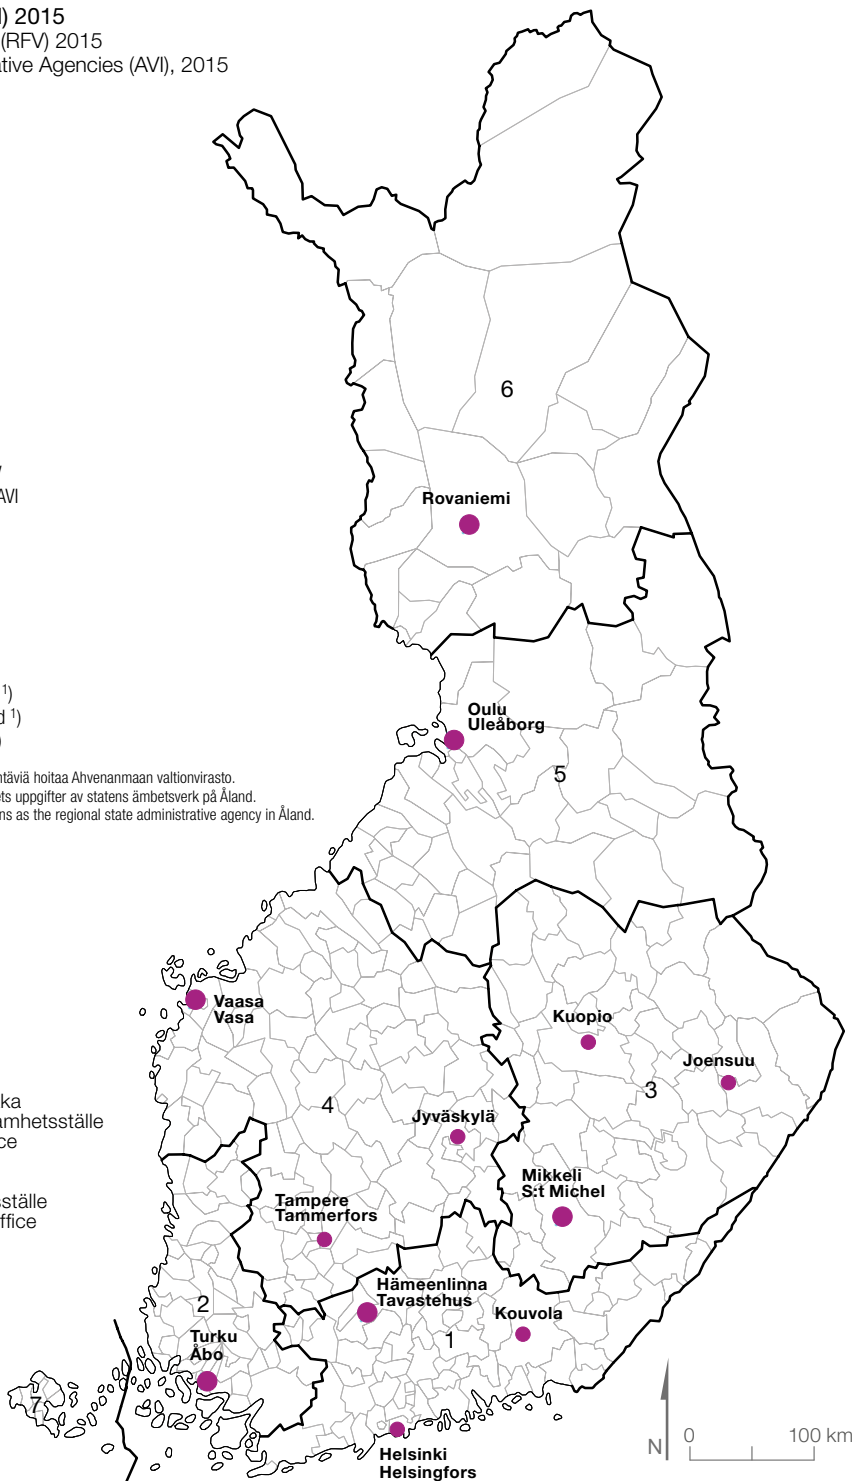 ) 2015
(RFV) 2015
ative Agencies (AVI), 2015
6
AVI
Rovaniemi
1)
d 1)
)
Oulu
Uleåborg
5
ntäviä hoitaa Ahvenanmaan valtionvirasto.
ets uppgifter av statens ämbetsverk på Åland.
ns as the regional state administrative agency in Åland.
Vaasa
Vasa
Kuopio
Joensuu
3
4
Jyväskylä
ka
amhetsställe
ce
Mikkeli
S:t Michel
Tampere
Tammerfors
sställe
ffice
Hämeenlinna
Tavastehus
2
Kouvola
1
Turku
Åbo
7
N
0
100 km
Helsinki
Helsingfors